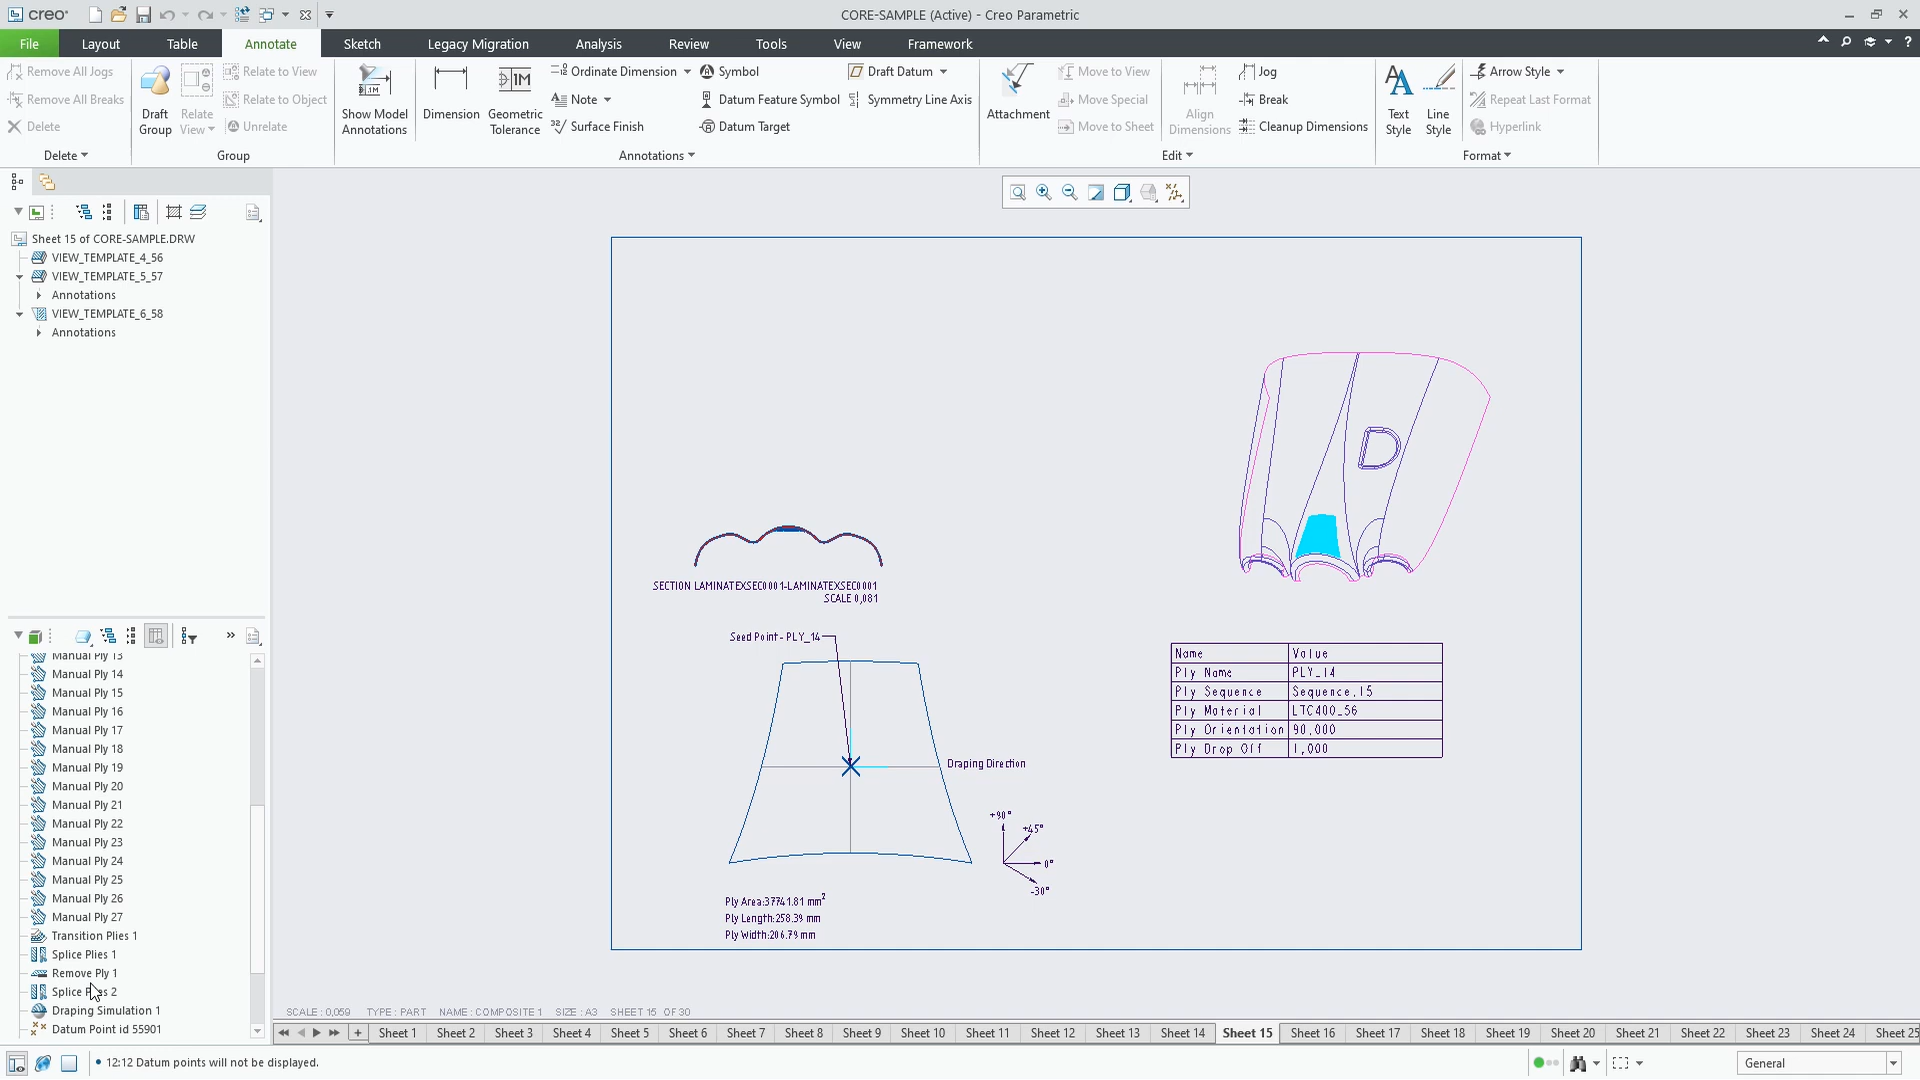 creo
CORE-SAMPLE (Active) - Creo Parametric
File
Layout
Table
Annotate
Sketch
Legacy Migration
Analysis
Review
Tools
View
Framework
Remove All Jogs
Remove All Breaks
Delete
Delete
Draft Group
Relate View
Relate to View
Relate to Object
Unrelate
Group
Show Model Annotations
Dimension
Geometric Tolerance
Ordinate Dimension
Note
Surface Finish
Symbol
Datum Feature Symbol
Datum Target
Draft Datum
Symmetry Line Axis
Annotations
Attachment
Move to View
Move Special
Move to Sheet
Align Dimensions
Jog
Break
Cleanup Dimensions
Edit
Text Style
Line Style
Arrow Style
Repeat Last Format
Hyperlink
Format
Sheet 15 of CORE-SAMPLE.DRW
VIEW_TEMPLATE_4_56
VIEW_TEMPLATE_5_57
Annotations
VIEW_TEMPLATE_6_58
Annotations
Manual Ply 13
Manual Ply 14
Manual Ply 15
Manual Ply 16
Manual Ply 17
Manual Ply 18
Manual Ply 19
Manual Ply 20
Manual Ply 21
Manual Ply 22
Manual Ply 23
Manual Ply 24
Manual Ply 25
Manual Ply 26
Manual Ply 27
Transition Plies 1
Splice Plies 1
Remove Ply 1
Splice Plies 2
Draping Simulation 1
Datum Point id 55901
SECTION LAMINATEXSEC0001-LAMINATEXSEC0001
SCALE 0,081
Seed Point- PLY_14
Draping Direction
+90°
+45°
0°
-30°
Ply Area:37741.81 mm²
Ply Length:258.39 mm
Ply Width:206.79 mm
Name Value
Ply Name PLY_14
Ply Sequence Sequence.15
Ply Material LTC400_56
Ply Orientation 90,000
Ply Drop Off 1,000
SCALE : 0,059 TYPE : PART NAME : COMPOSITE 1 SIZE : A3 SHEET 15 OF 30
Sheet 1 Sheet 2 Sheet 3 Sheet 4 Sheet 5 Sheet 6 Sheet 7 Sheet 8 Sheet 9 Sheet 10 Sheet 11 Sheet 12 Sheet 13 Sheet 14 Sheet 15 Sheet 16 Sheet 17 Sheet 18 Sheet 19 Sheet 20 Sheet 21 Sheet 22 Sheet 23 Sheet 24 Sheet 25
• 12:12 Datum points will not be displayed.
General